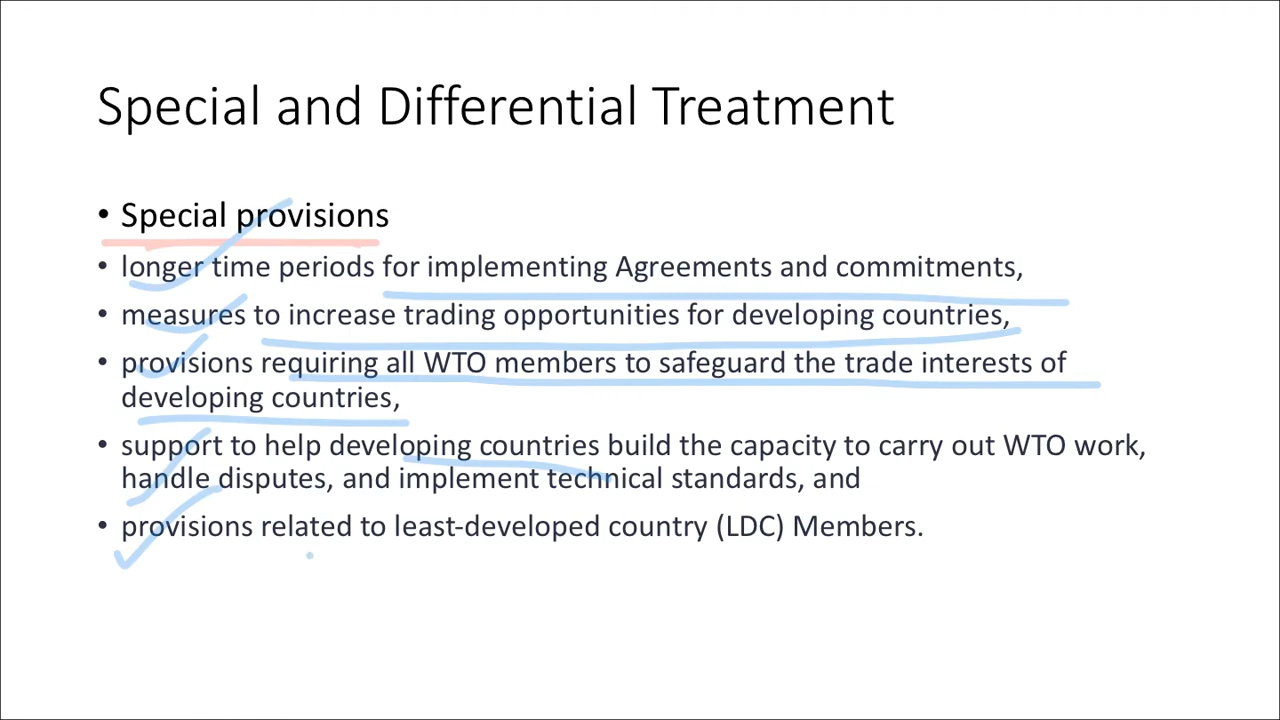 Special and Differential Treatment
• Special provisions
• longer time periods for implementing Agreements and commitments,
• measures to increase trading opportunities for developing countries,
• provisions requiring all WTO members to safeguard the trade interests of
developing countries,
• support to help developing countries build the capacity to carry out WTO work,
handle disputes, and implement technical standards, and
• provisions related to least-developed country (LDC) Members.